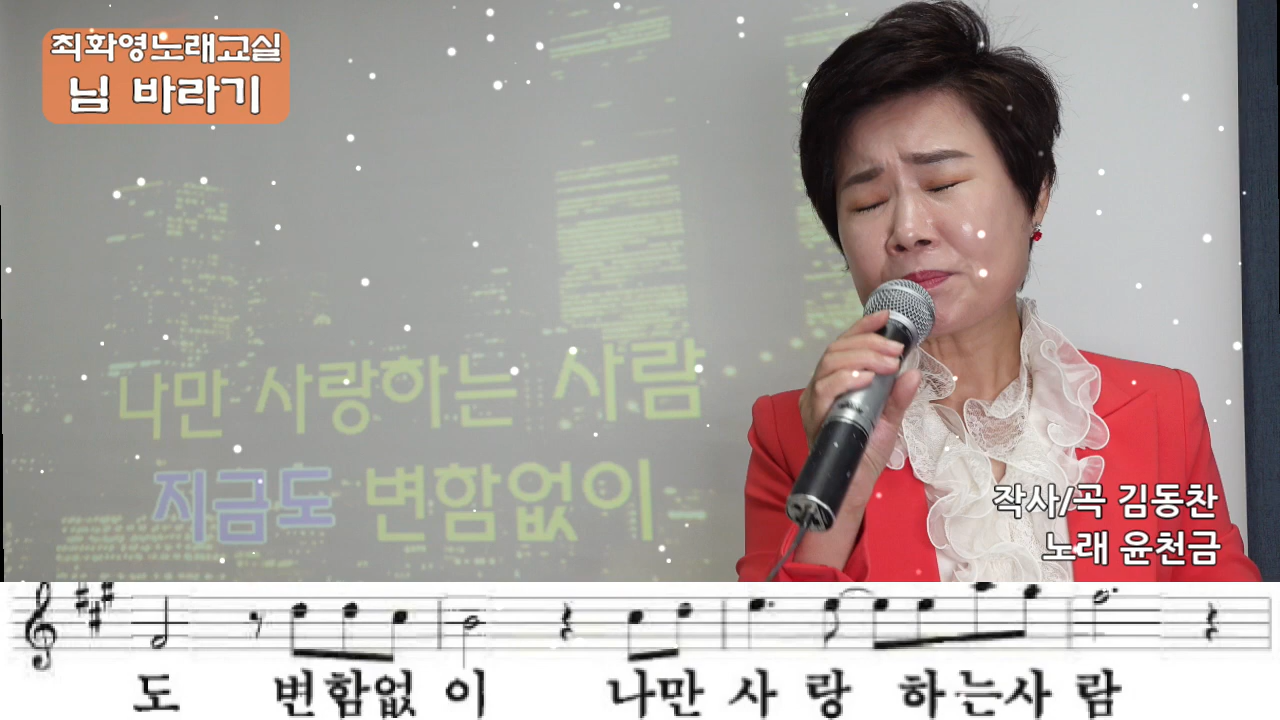 최화영노래교실
님 바라기
나만 사랑하는 사람
지금도 변함없이
작사/곡 김동찬
노래 윤천금
도 변함없 이 나만 사 랑 하 는사 람